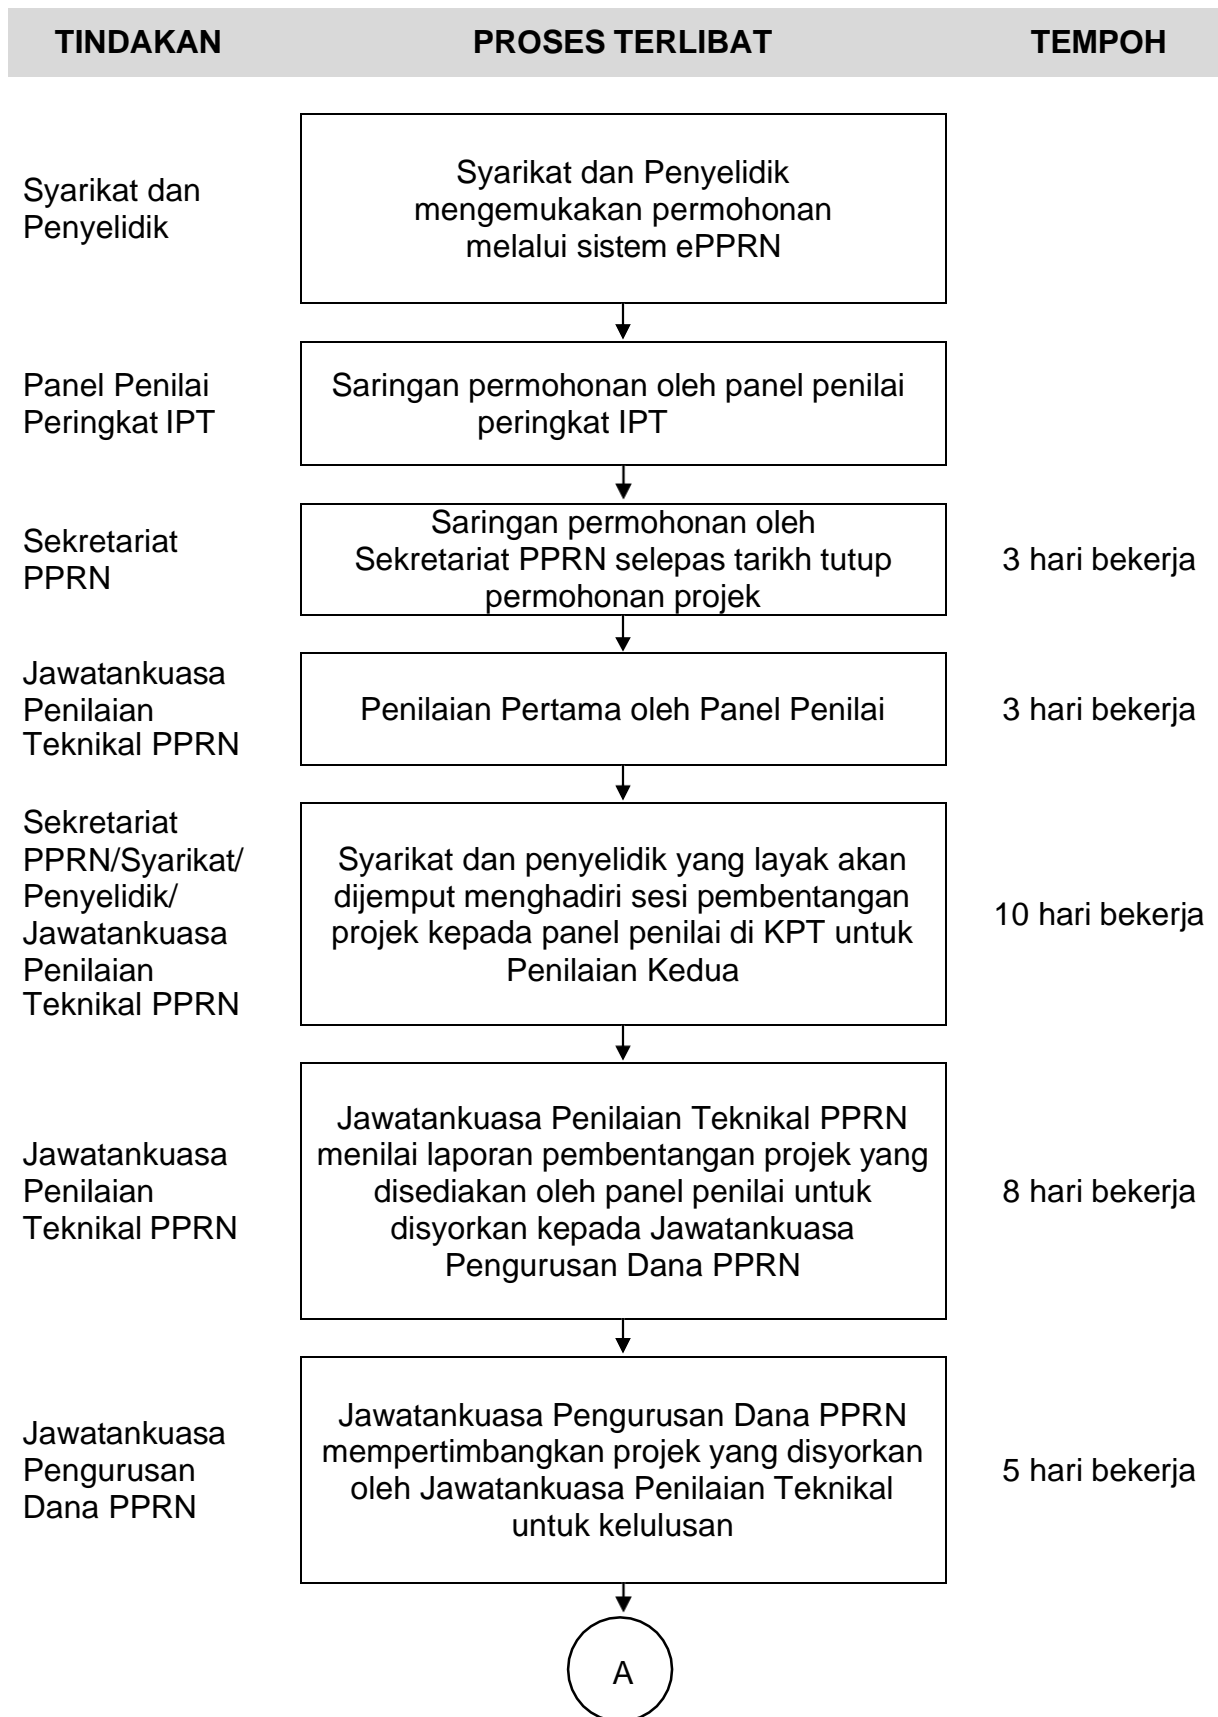 TINDAKAN PROSES TERLIBAT TEMPOH
Syarikat dan
Penyelidik
Syarikat dan Penyelidik
mengemukakan permohonan
melalui sistem ePPRN
Panel Penilai
Peringkat IPT
Saringan permohonan oleh panel penilai
peringkat IPT
Sekretariat
PPRN
Saringan permohonan oleh
Sekretariat PPRN selepas tarikh tutup
permohonan projek
3 hari bekerja
Jawatankuasa
Penilaian
Teknikal PPRN
Penilaian Pertama oleh Panel Penilai
3 hari bekerja
Sekretariat
PPRN/Syarikat/
Penyelidik/
Jawatankuasa
Penilaian
Teknikal PPRN
Syarikat dan penyelidik yang layak akan
dijemput menghadiri sesi pembentangan
projek kepada panel penilai di KPT untuk
Penilaian Kedua
10 hari bekerja
Jawatankuasa
Penilaian
Teknikal PPRN
Jawatankuasa Penilaian Teknikal PPRN
menilai laporan pembentangan projek yang
disediakan oleh panel penilai untuk
disyorkan kepada Jawatankuasa
Pengurusan Dana PPRN
8 hari bekerja
Jawatankuasa
Pengurusan
Dana PPRN
Jawatankuasa Pengurusan Dana PPRN
mempertimbangkan projek yang disyorkan
oleh Jawatankuasa Penilaian Teknikal
untuk kelulusan
5 hari bekerja
A